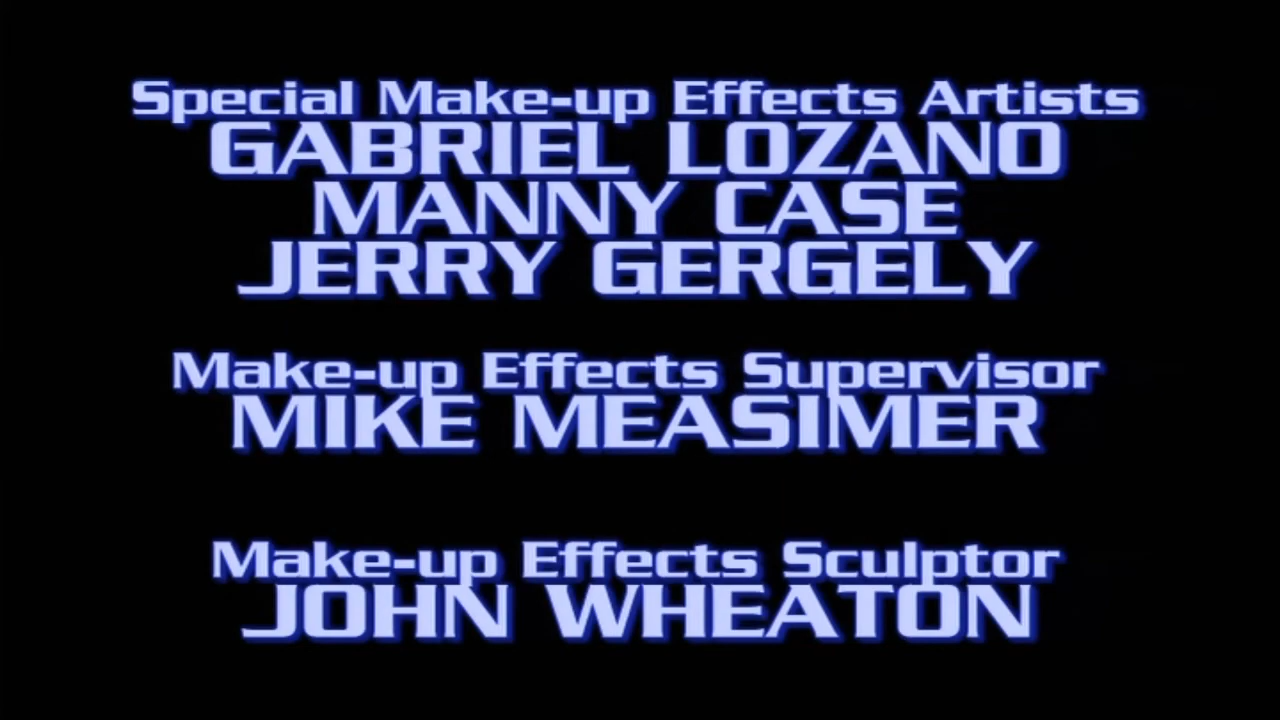 Special Make-up Effects Artists
GABRIEL LOZANO
MANNY CASE
JERRY GERGELY
Make-up Effects Supervisor
MIKE MEASIMER
Make-up Effects Sculptor
JOHN WHEATON